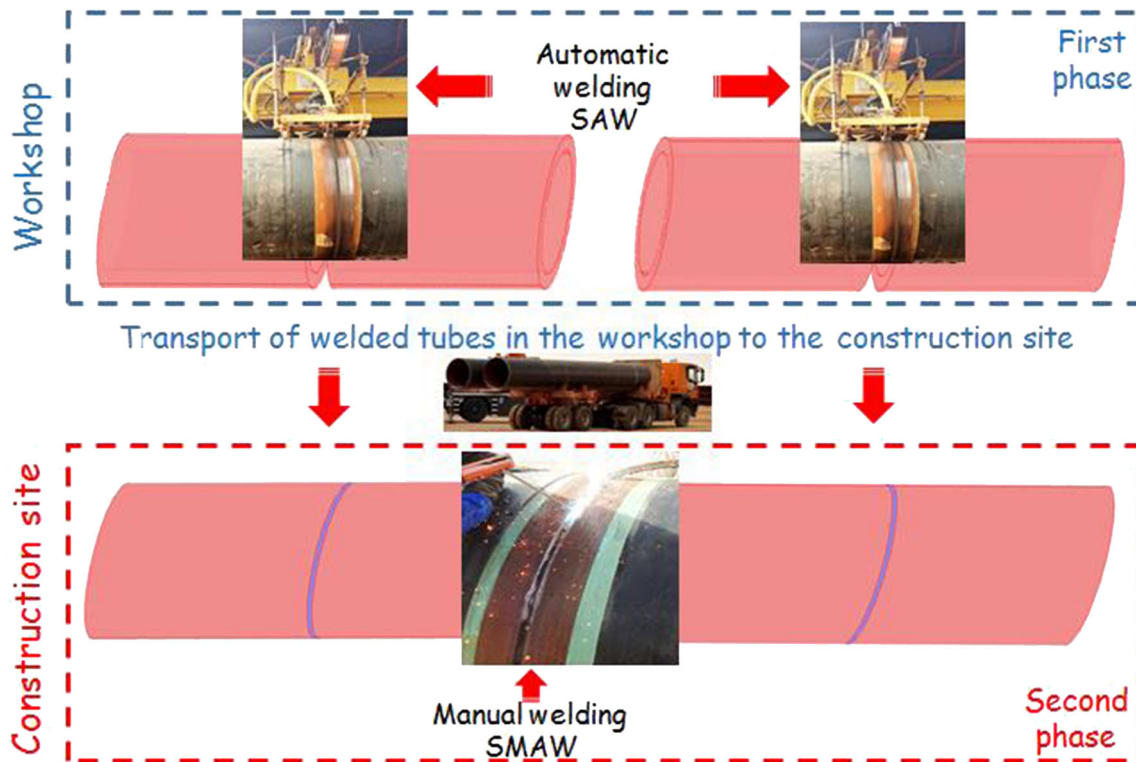 Workshop
Automatic
welding
SAW
First
phase
Transport of welded tubes in the workshop to the construction site
Construction site
Manual welding
SMAW
Second
phase